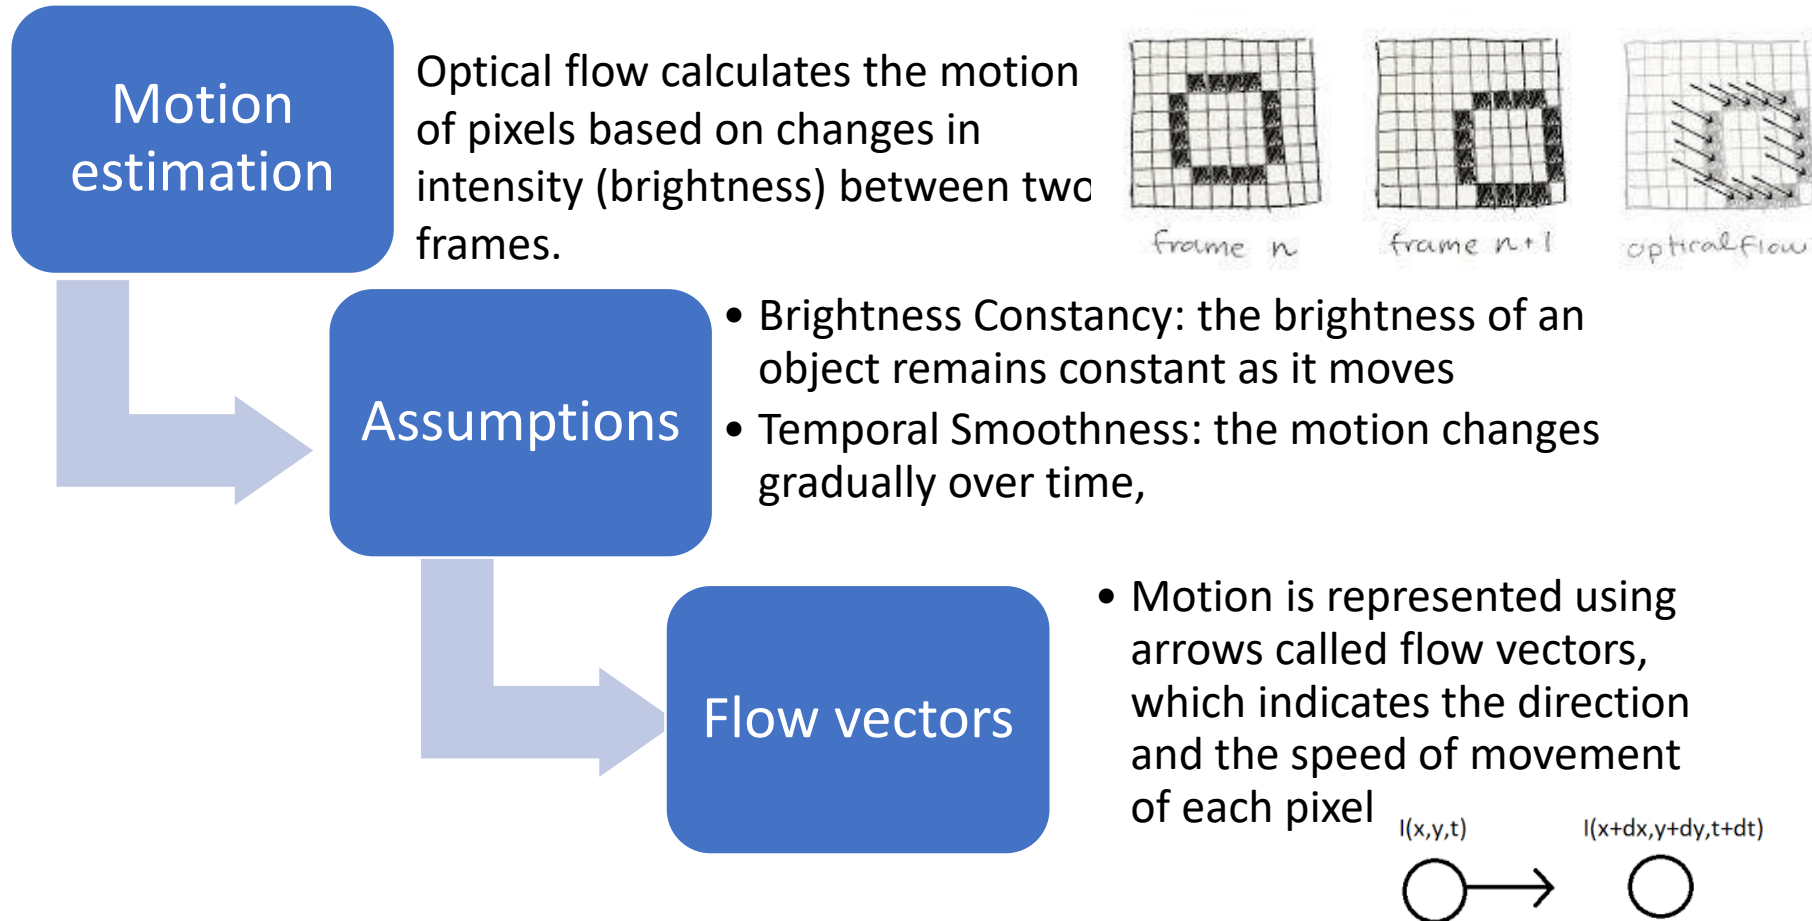 Motion
estimation
Optical flow calculates the motion
of pixels based on changes in
intensity (brightness) between two
frames.
frame n
frame n+1
optical flow
Assumptions
• Brightness Constancy: the brightness of an
object remains constant as it moves
• Temporal Smoothness: the motion changes
gradually over time,
Flow vectors
• Motion is represented using
arrows called flow vectors,
which indicates the direction
and the speed of movement
of each pixel
I(x,y,t)
I(x+dx,y+dy,t+dt)